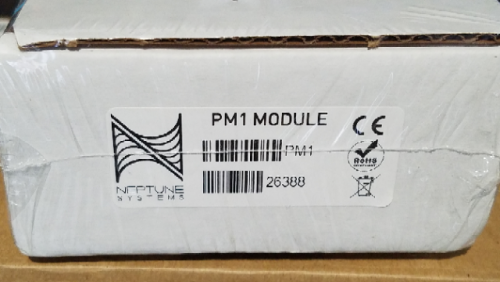 PM1 MODULE
PM1
26388
NEPTUNE
SYSTEMS
CE
RoHS